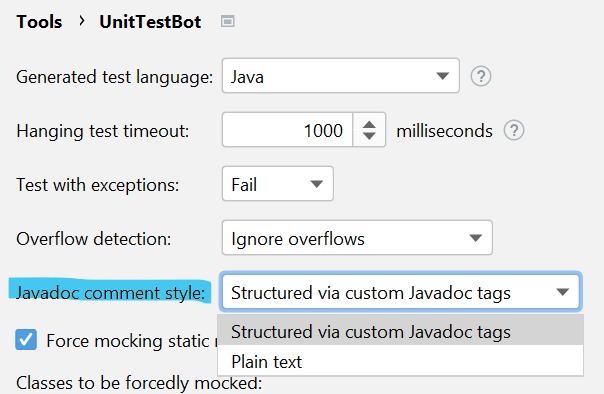 Tools > UnitTestBot
Generated test language: Java ?
Hanging test timeout: 1000 milliseconds ?
Test with exceptions: Fail
Overflow detection: Ignore overflows
Javadoc comment style: Structured via custom Javadoc tags
Structured via custom Javadoc tags
Force mocking static
Plain text
Classes to be forcedly mocked: